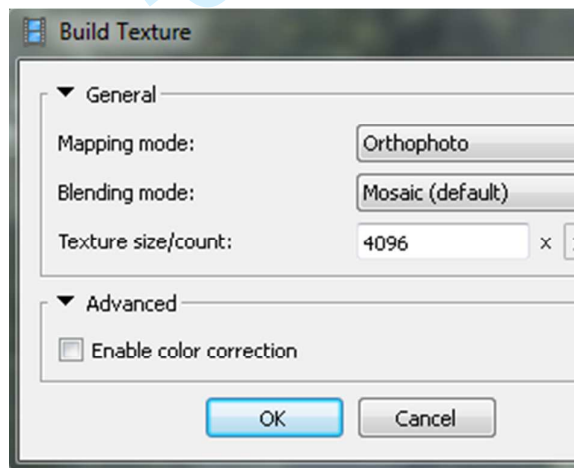 Build Texture
General
Mapping mode: Orthophoto
Blending mode: Mosaic (default)
Texture size/count: 4096 x
Advanced
Enable color correction
OK Cancel